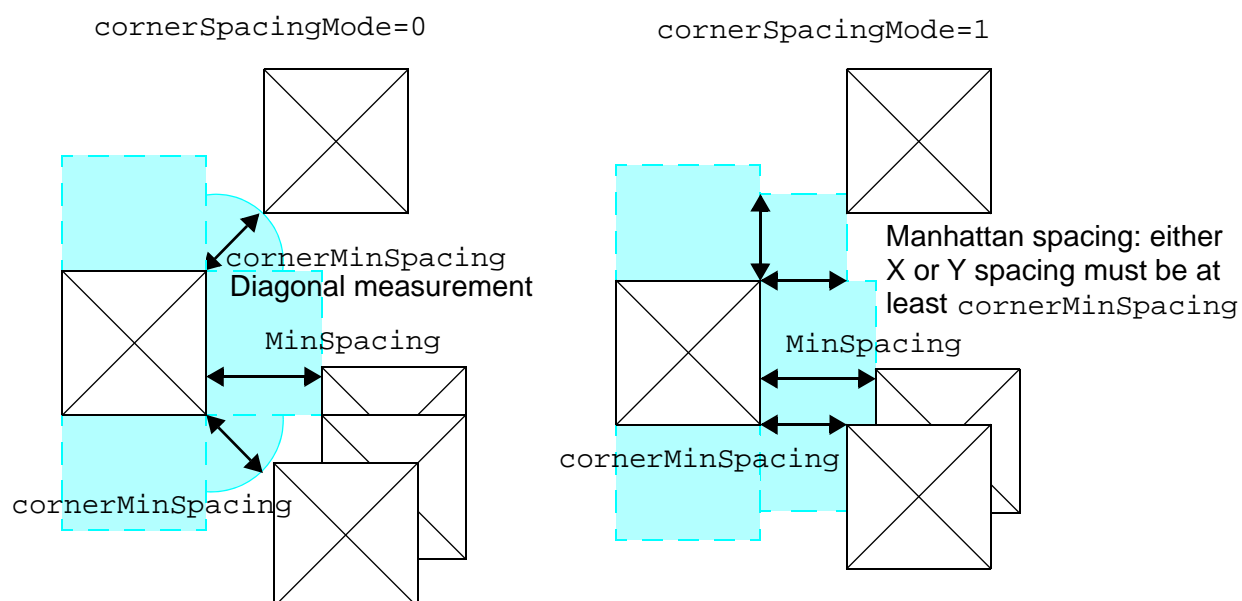 cornerSpacingMode=0
cornerMinSpacing
Diagonal measurement
MinSpacing
cornerMinSpacing
cornerSpacingMode=1
Manhattan spacing: either
X or Y spacing must be at
least cornerMinSpacing
MinSpacing
cornerMinSpacing